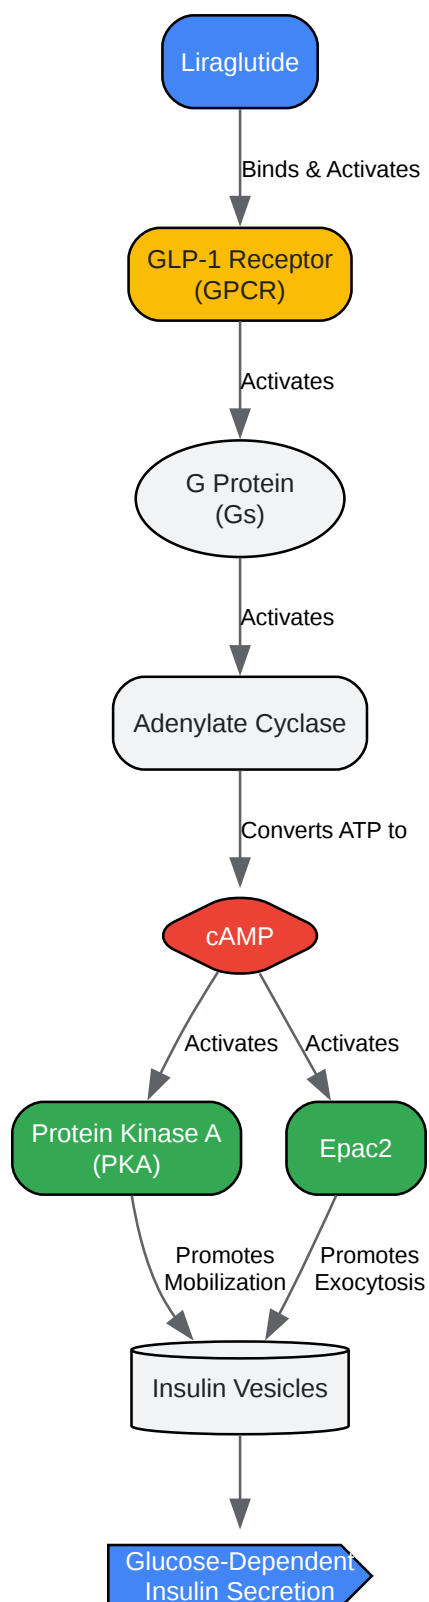 Liraglutide
Binds & Activates
GLP-1 Receptor
(GPCR)
Activates
G Protein
(Gs)
Activates
Adenylate Cyclase
Converts ATP to
cAMP
Activates
Activates
Protein Kinase A
(PKA)
Epac2
Promotes
Mobilization
Promotes
Exocytosis
Insulin Vesicles
Glucose-Dependent
Insulin Secretion